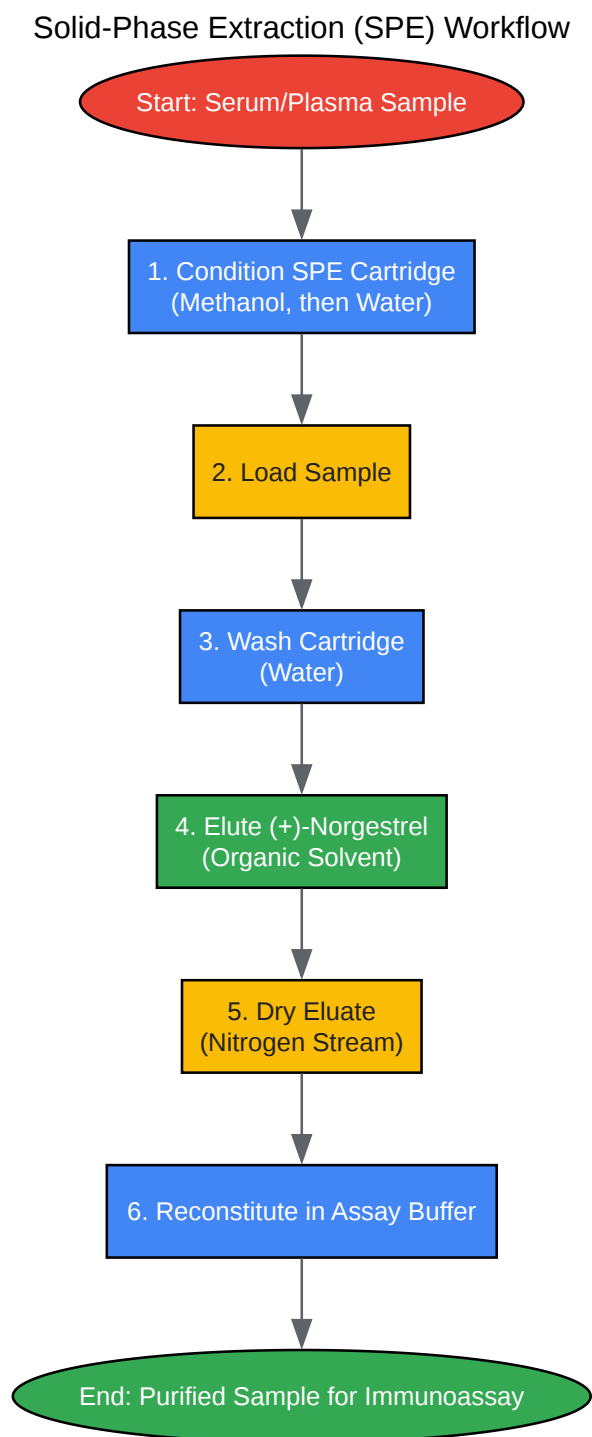 Solid-Phase Extraction (SPE) Workflow
Start: Serum/Plasma Sample
1. Condition SPE Cartridge
(Methanol, then Water)
2. Load Sample
3. Wash Cartridge
(Water)
4. Elute (+)-Norgestrel
(Organic Solvent)
5. Dry Eluate
(Nitrogen Stream)
6. Reconstitute in Assay Buffer
End: Purified Sample for Immunoassay